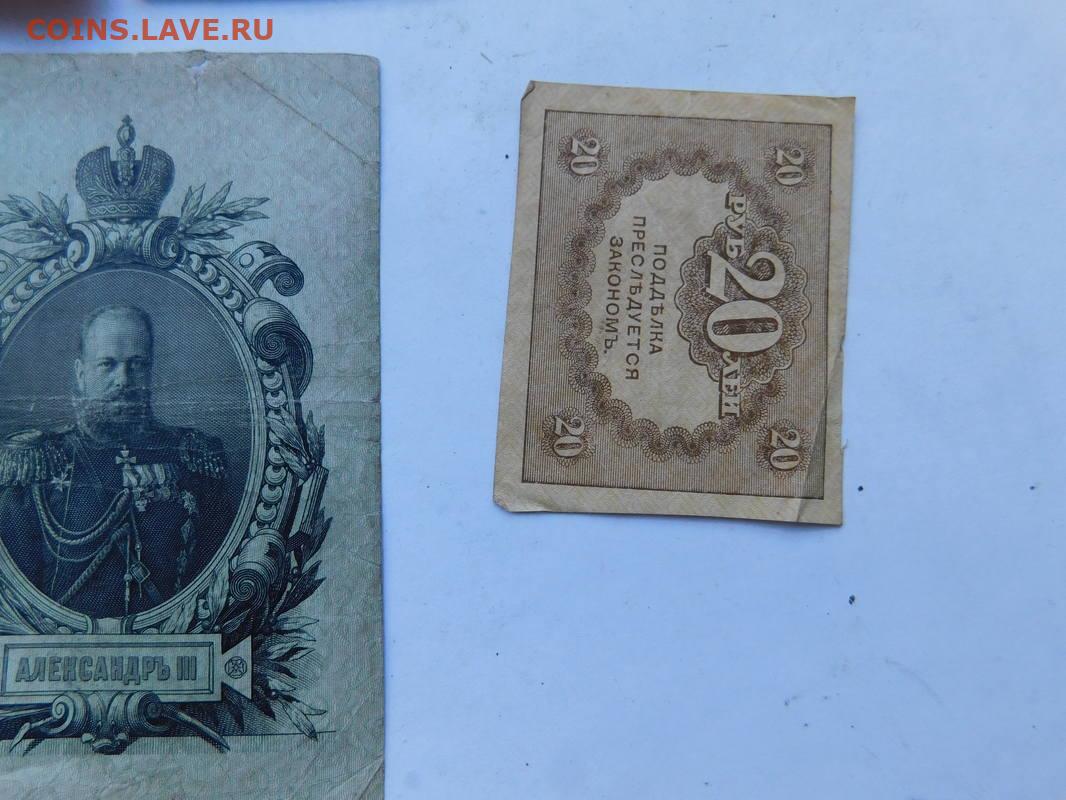 COINS.LAVE.RU
АЛЕКСАНДРЪ III
20
20
РУБ 20 ЛЕЙ
ПОДДѢЛКА
ПРЕСЛѢДУЕТСЯ
ЗАКОНОМЪ.
20
20